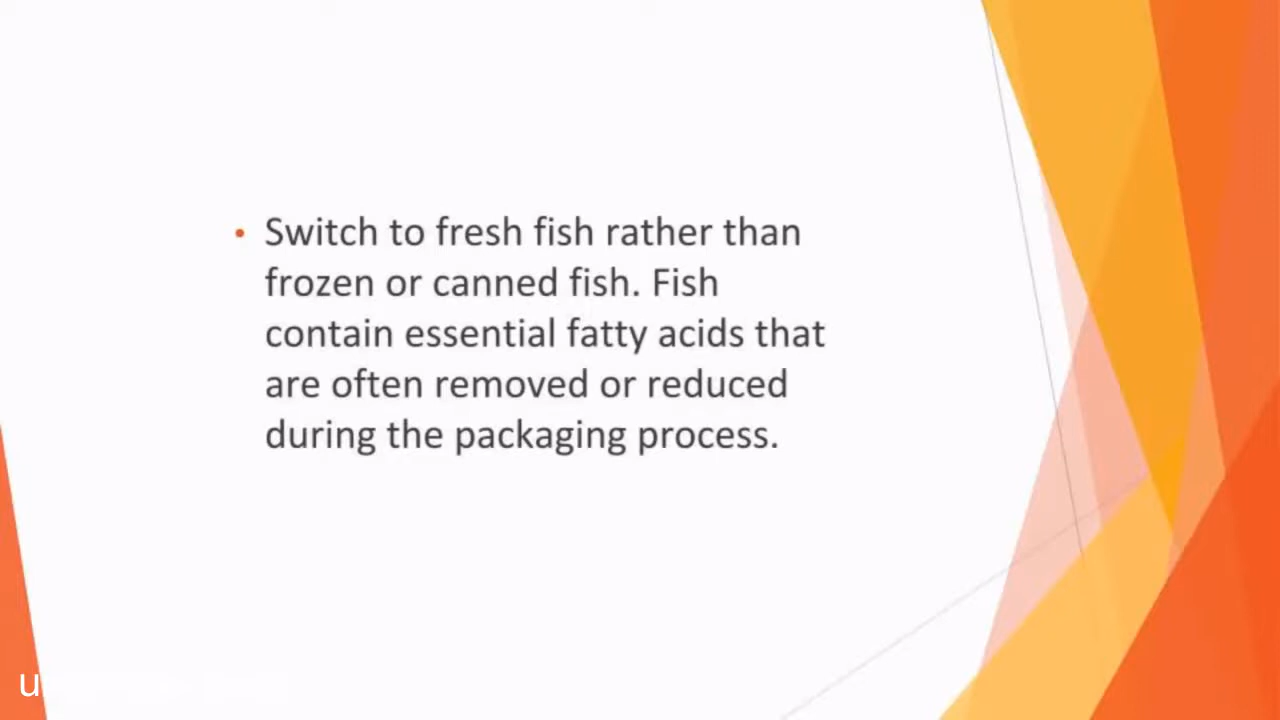 • Switch to fresh fish rather than
frozen or canned fish. Fish
contain essential fatty acids that
are often removed or reduced
during the packaging process.